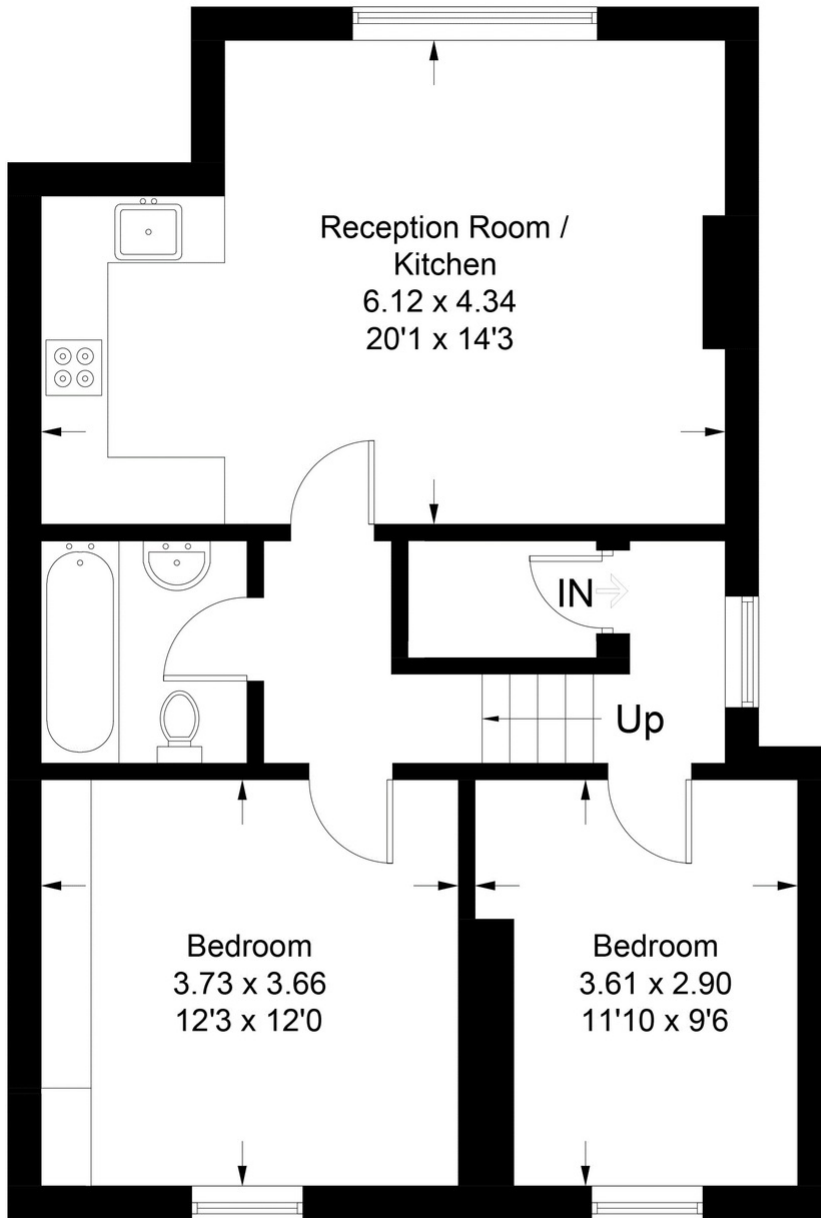 Reception Room /
Kitchen
6.12 x 4.34
20'1 x 14'3
IN
Up
Bedroom
3.73 x 3.66
12'3 x 12'0
Bedroom
3.61 x 2.90
11'10 x 9'6